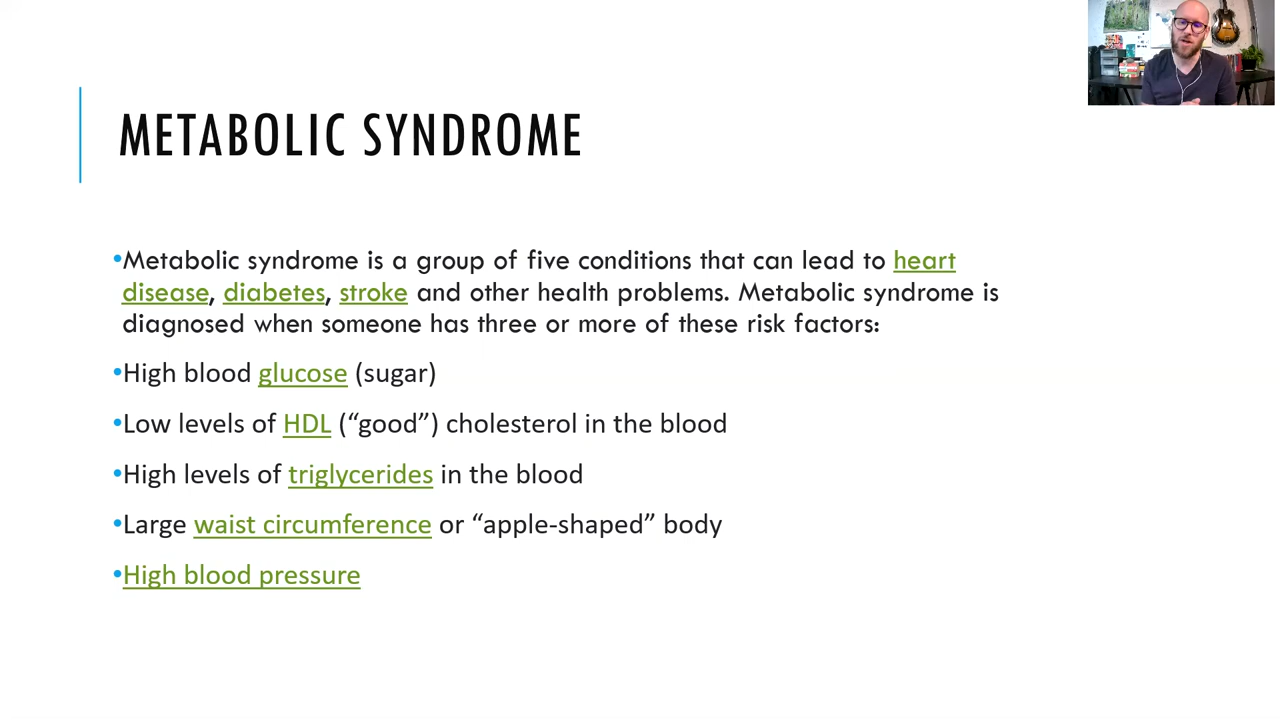 METABOLIC SYNDROME
•Metabolic syndrome is a group of five conditions that can lead to heart
disease, diabetes, stroke and other health problems. Metabolic syndrome is
diagnosed when someone has three or more of these risk factors:
•High blood glucose (sugar)
•Low levels of HDL (“good”) cholesterol in the blood
•High levels of triglycerides in the blood
•Large waist circumference or “apple-shaped” body
•High blood pressure